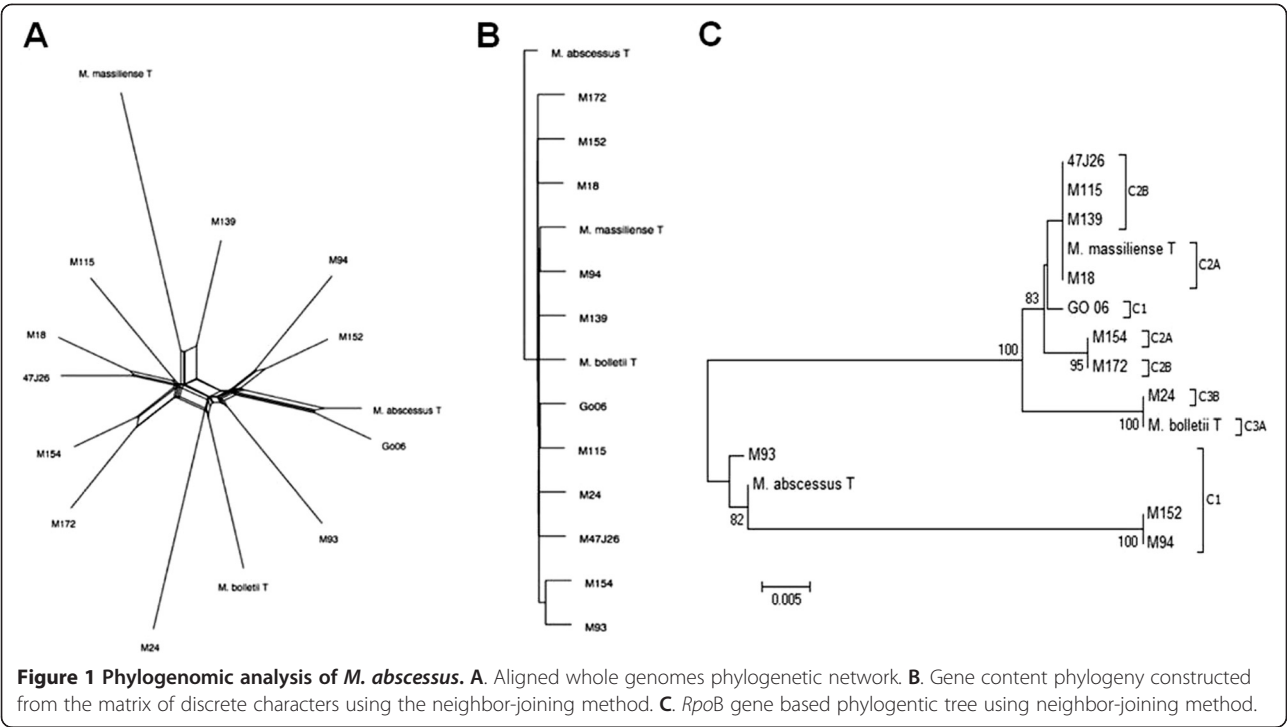 A
M. massiliense T
M139
M115
M94
M18
M152
47J26
M. abscessus T
Go06
M154
M172
M93
M. bolletii T
M24
B
M. abscessus T
M172
M152
M18
M. massiliense T
M94
M139
M. bolletii T
Go06
M115
M24
M47J26
M154
M93
C
47J26
M115
C2B
M139
M. massiliense T
C2A
M18
83
GO 06
C1
M154
C2A
100
95
M172
C2B
M24
C3B
100
M. bolletii T
C3A
M93
M. abscessus T
C1
82
M152
100
M94
0.005
Figure 1 Phylogenomic analysis of M. abscessus. A. Aligned whole genomes phylogenetic network. B. Gene content phylogeny constructed
from the matrix of discrete characters using the neighbor-joining method. C. RpoB gene based phylogentic tree using neighbor-joining method.